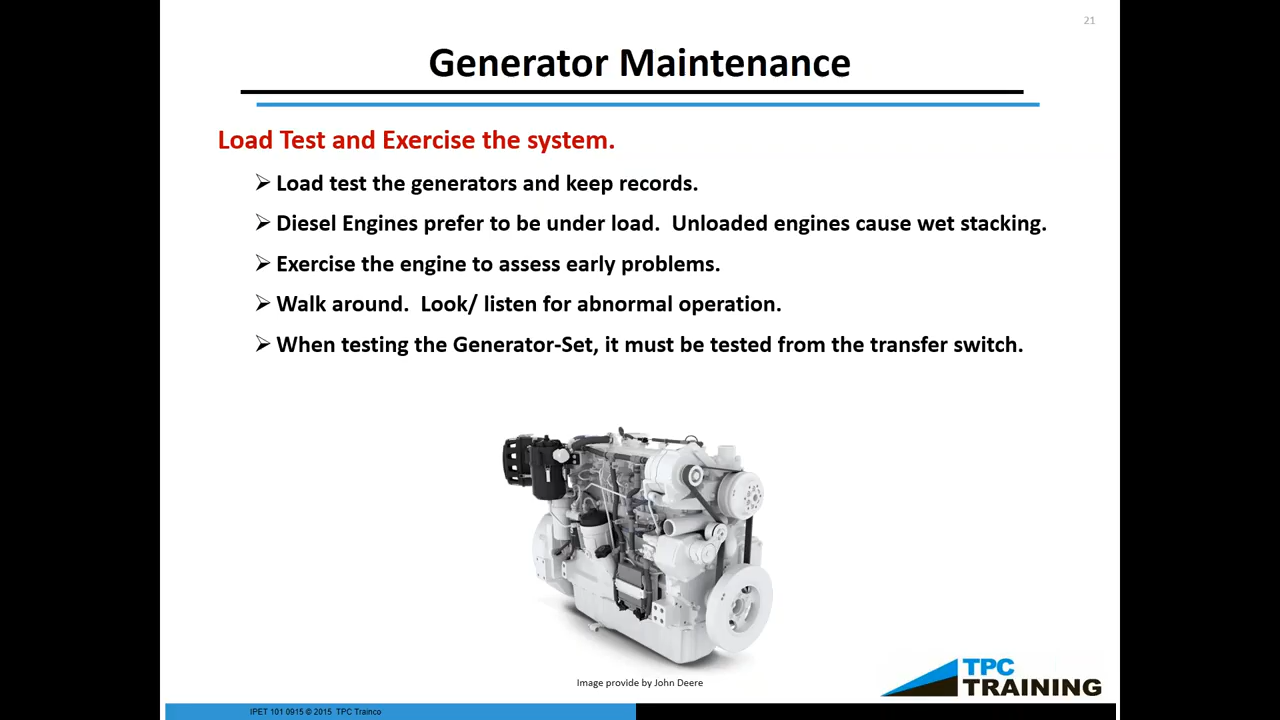 21
Generator Maintenance
Load Test and Exercise the system.
Load test the generators and keep records.
Diesel Engines prefer to be under load.  Unloaded engines cause wet stacking.
Exercise the engine to assess early problems.
Walk around.  Look/ listen for abnormal operation.
When testing the Generator-Set, it must be tested from the transfer switch.
Image provide by John Deere
TPC
TRAINING
IPET 101 0915 © 2015  TPC Trainco